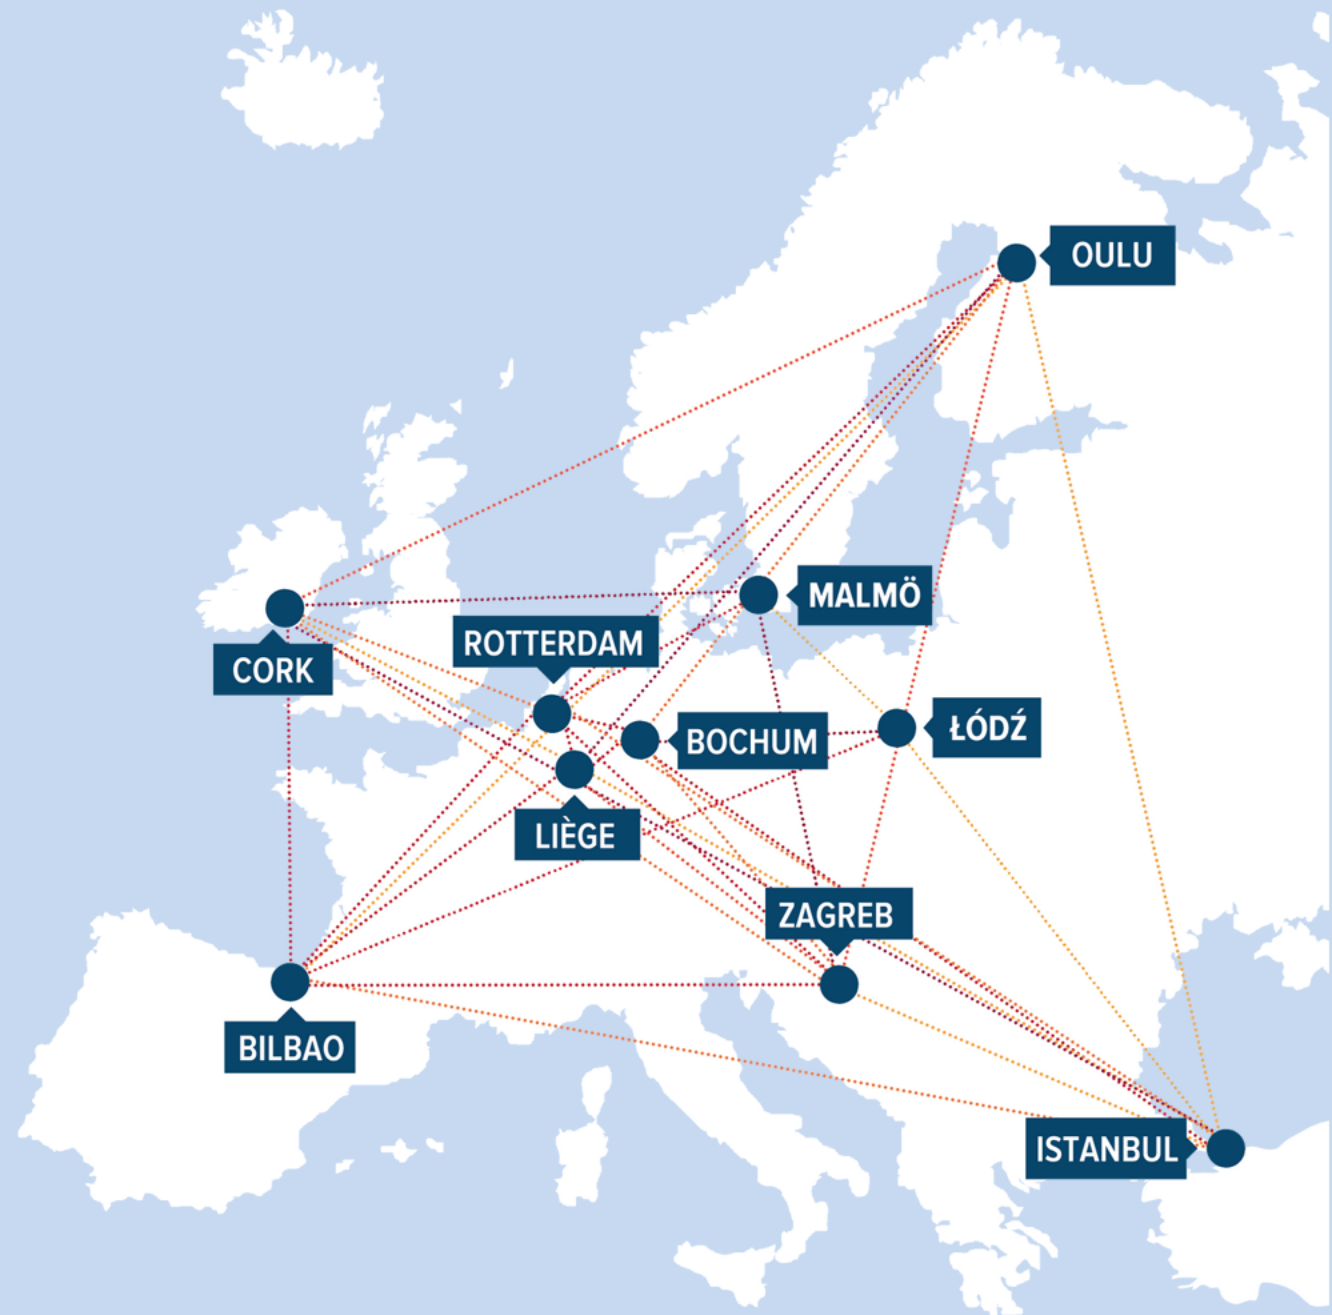 OULU
MALMÖ
ROTTERDAM
CORK
ŁÓDŹ
BOCHUM
LIÈGE
ZAGREB
BILBAO
ISTANBUL